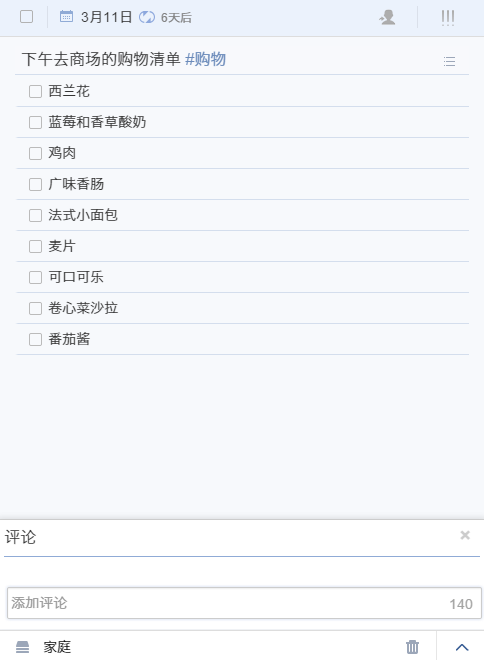 3月11日 6天后
下午去商场的购物清单 #购物
西兰花
蓝莓和香草酸奶
鸡肉
广味香肠
法式小面包
麦片
可口可乐
卷心菜沙拉
番茄酱
评论
添加评论 140
家庭